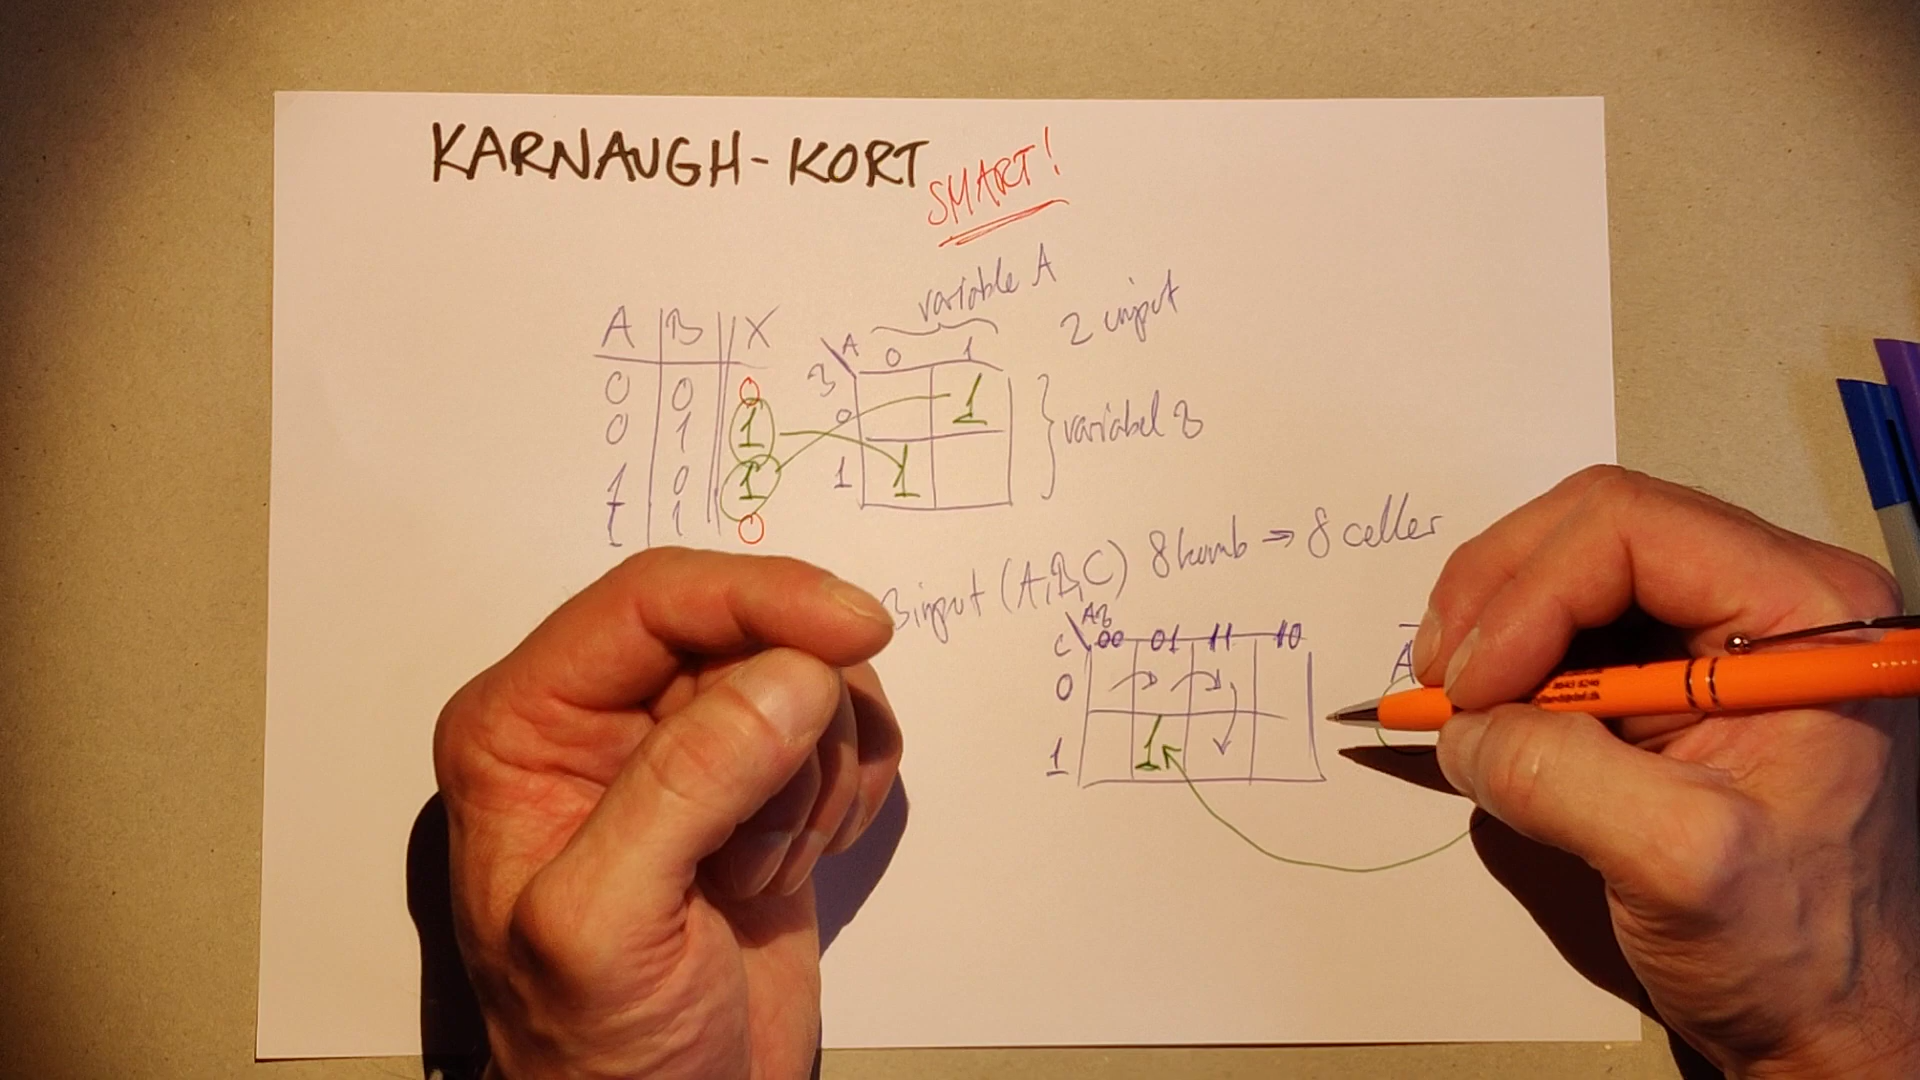 KARNAUGH-KORT
SMART!
variable A
2 input
A B X
0 0 0
0 1 1
1 0 1
1 1 0
A
B
0 1
0 1
1 1
} variabel B
3 input (A,B,C) 8 komb → 8 celler
AB
C 00 01 11 10
0
1 1
A